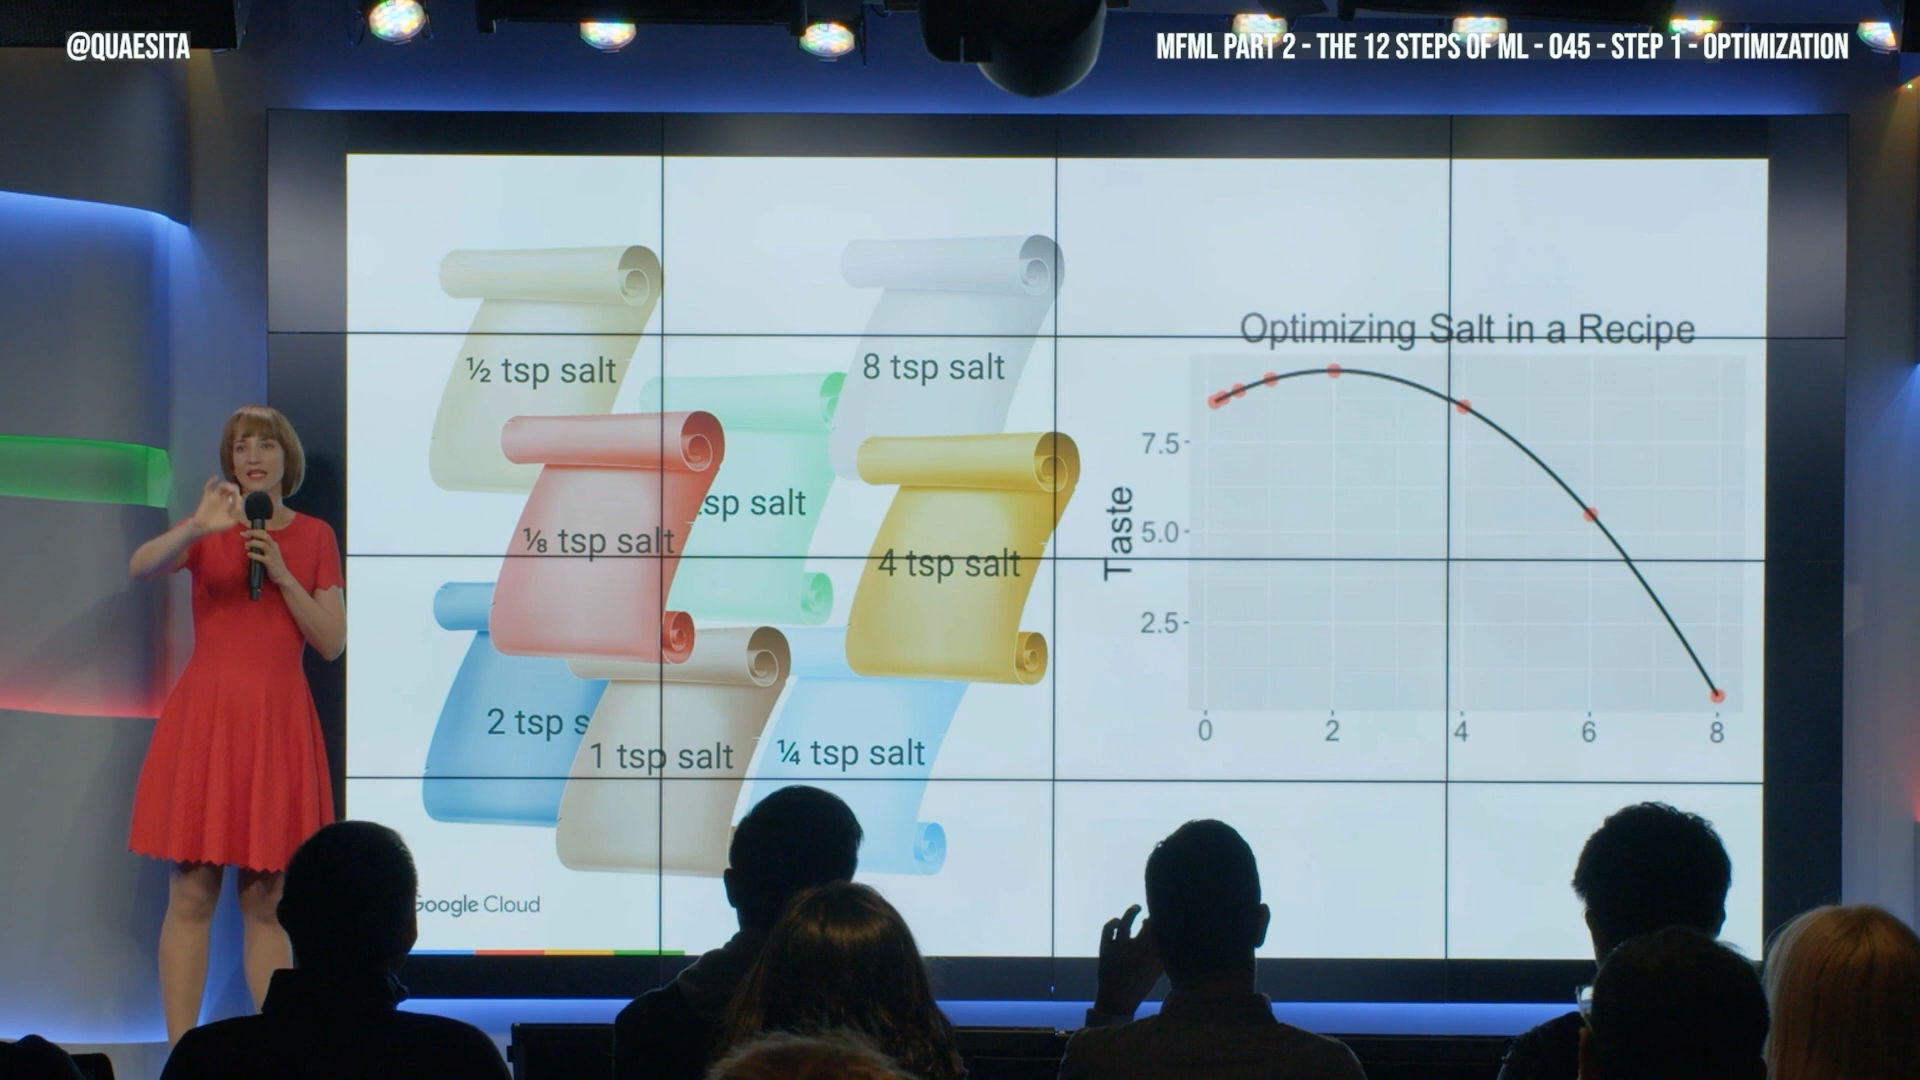 @QUAESITA
MFML PART 2 - THE 12 STEPS OF ML - 045 - STEP 1 - OPTIMIZATION
½ tsp salt
8 tsp salt
salt
⅛ tsp salt
4 tsp salt
2 tsp
1 tsp salt
¼ tsp salt
Google Cloud
Optimizing Salt in a Recipe
Taste
7.5
5.0
2.5
0 2 4 6 8